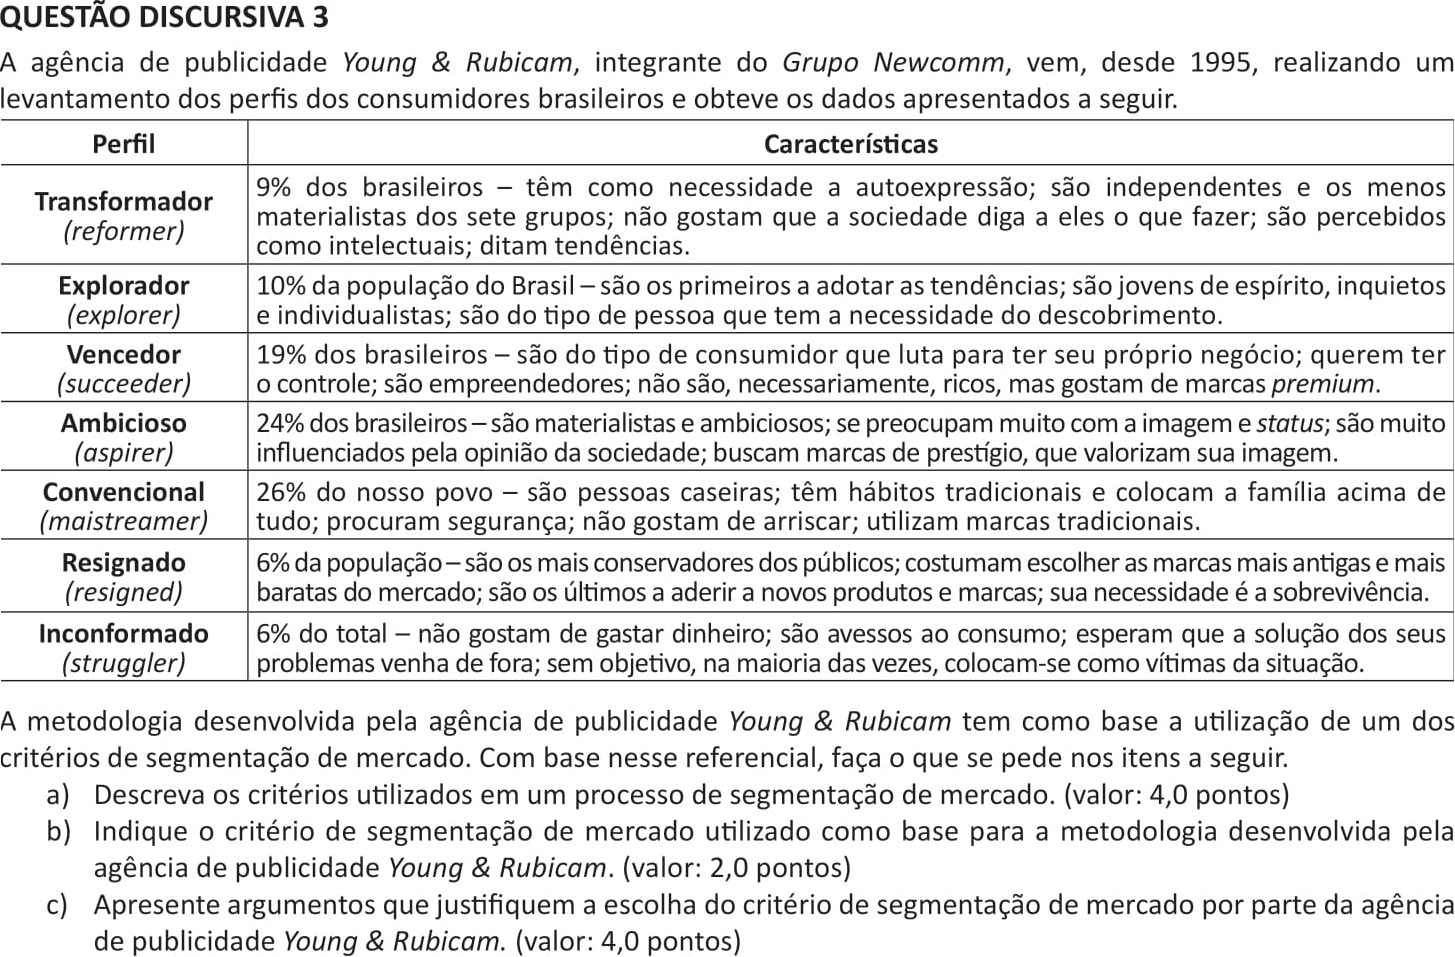 QUESTÃO DISCURSIVA 3
A agência de publicidade Young & Rubicam, integrante do Grupo Newcomm, vem, desde 1995, realizando um
levantamento dos perfis dos consumidores brasileiros e obteve os dados apresentados a seguir.
Perfil
Características
Transformador
(reformer)
9% dos brasileiros – têm como necessidade a autoexpressão; são independentes e os menos
materialistas dos sete grupos; não gostam que a sociedade diga a eles o que fazer; são percebidos
como intelectuais; ditam tendências.
Explorador
(explorer)
10% da população do Brasil – são os primeiros a adotar as tendências; são jovens de espírito, inquietos
e individualistas; são do tipo de pessoa que tem a necessidade do descobrimento.
Vencedor
(succeeder)
19% dos brasileiros – são do tipo de consumidor que luta para ter seu próprio negócio; querem ter
o controle; são empreendedores; não são, necessariamente, ricos, mas gostam de marcas premium.
Ambicioso
(aspirer)
24% dos brasileiros – são materialistas e ambiciosos; se preocupam muito com a imagem e status; são muito
influenciados pela opinião da sociedade; buscam marcas de prestígio, que valorizam sua imagem.
Convencional
(maistreamer)
26% do nosso povo – são pessoas caseiras; têm hábitos tradicionais e colocam a família acima de
tudo; procuram segurança; não gostam de arriscar; utilizam marcas tradicionais.
Resignado
(resigned)
6% da população – são os mais conservadores dos públicos; costumam escolher as marcas mais antigas e mais
baratas do mercado; são os últimos a aderir a novos produtos e marcas; sua necessidade é a sobrevivência.
Inconformado
(struggler)
6% do total – não gostam de gastar dinheiro; são avessos ao consumo; esperam que a solução dos seus
problemas venha de fora; sem objetivo, na maioria das vezes, colocam-se como vítimas da situação.
A metodologia desenvolvida pela agência de publicidade Young & Rubicam tem como base a utilização de um dos
critérios de segmentação de mercado. Com base nesse referencial, faça o que se pede nos itens a seguir.
a) Descreva os critérios utilizados em um processo de segmentação de mercado. (valor: 4,0 pontos)
b) Indique o critério de segmentação de mercado utilizado como base para a metodologia desenvolvida pela
agência de publicidade Young & Rubicam. (valor: 2,0 pontos)
c) Apresente argumentos que justifiquem a escolha do critério de segmentação de mercado por parte da agência
de publicidade Young & Rubicam. (valor: 4,0 pontos)